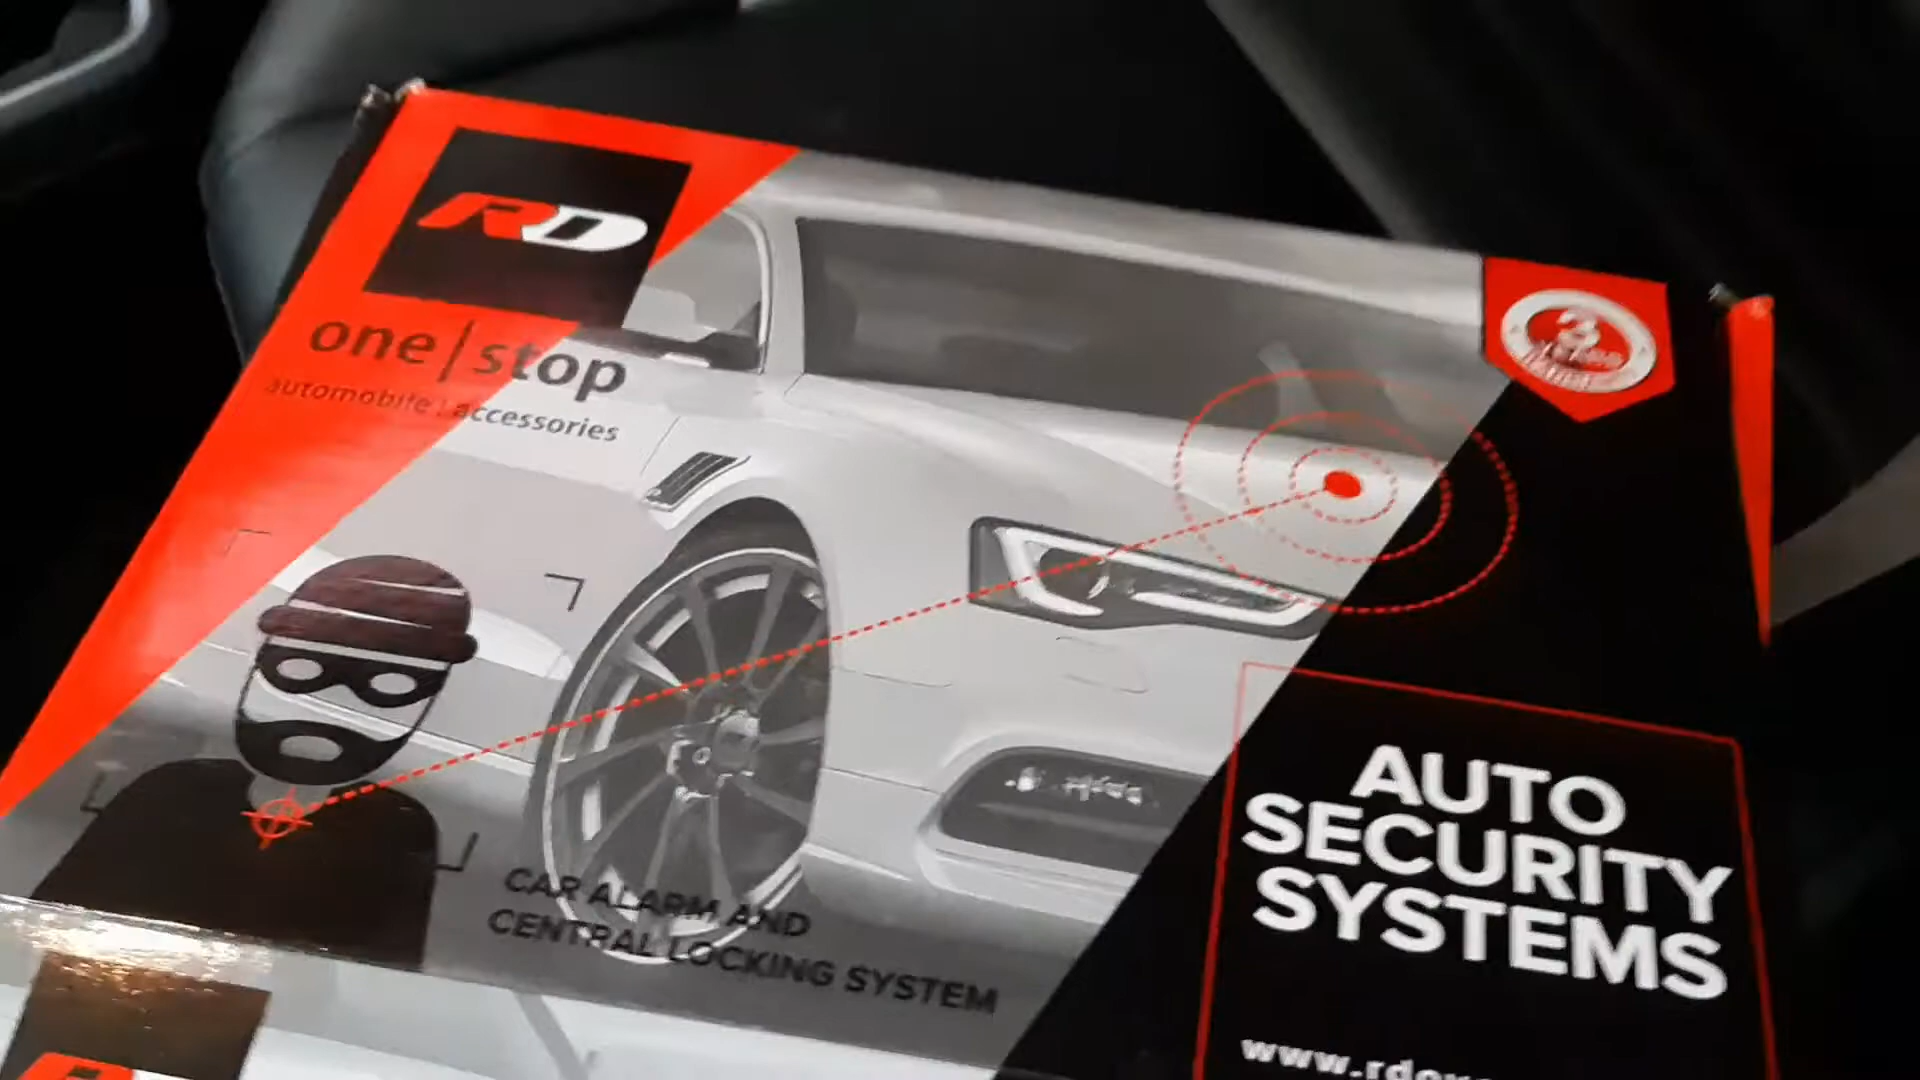 RD
one|stop
automobile | accessories
CAR ALARM AND
CENTRAL LOCKING SYSTEM
AUTO
SECURITY
SYSTEMS